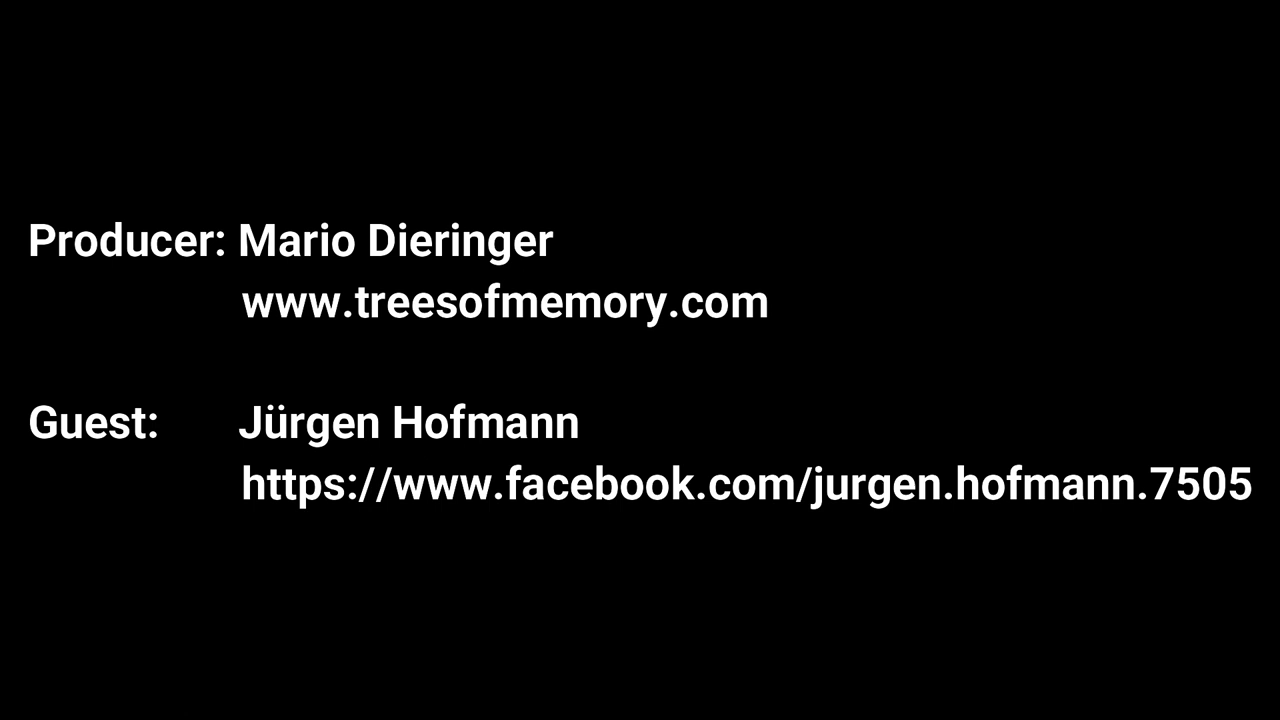 Producer: Mario Dieringer
www.treesofmemory.com
Guest: Jürgen Hofmann
https://www.facebook.com/jurgen.hofmann.7505